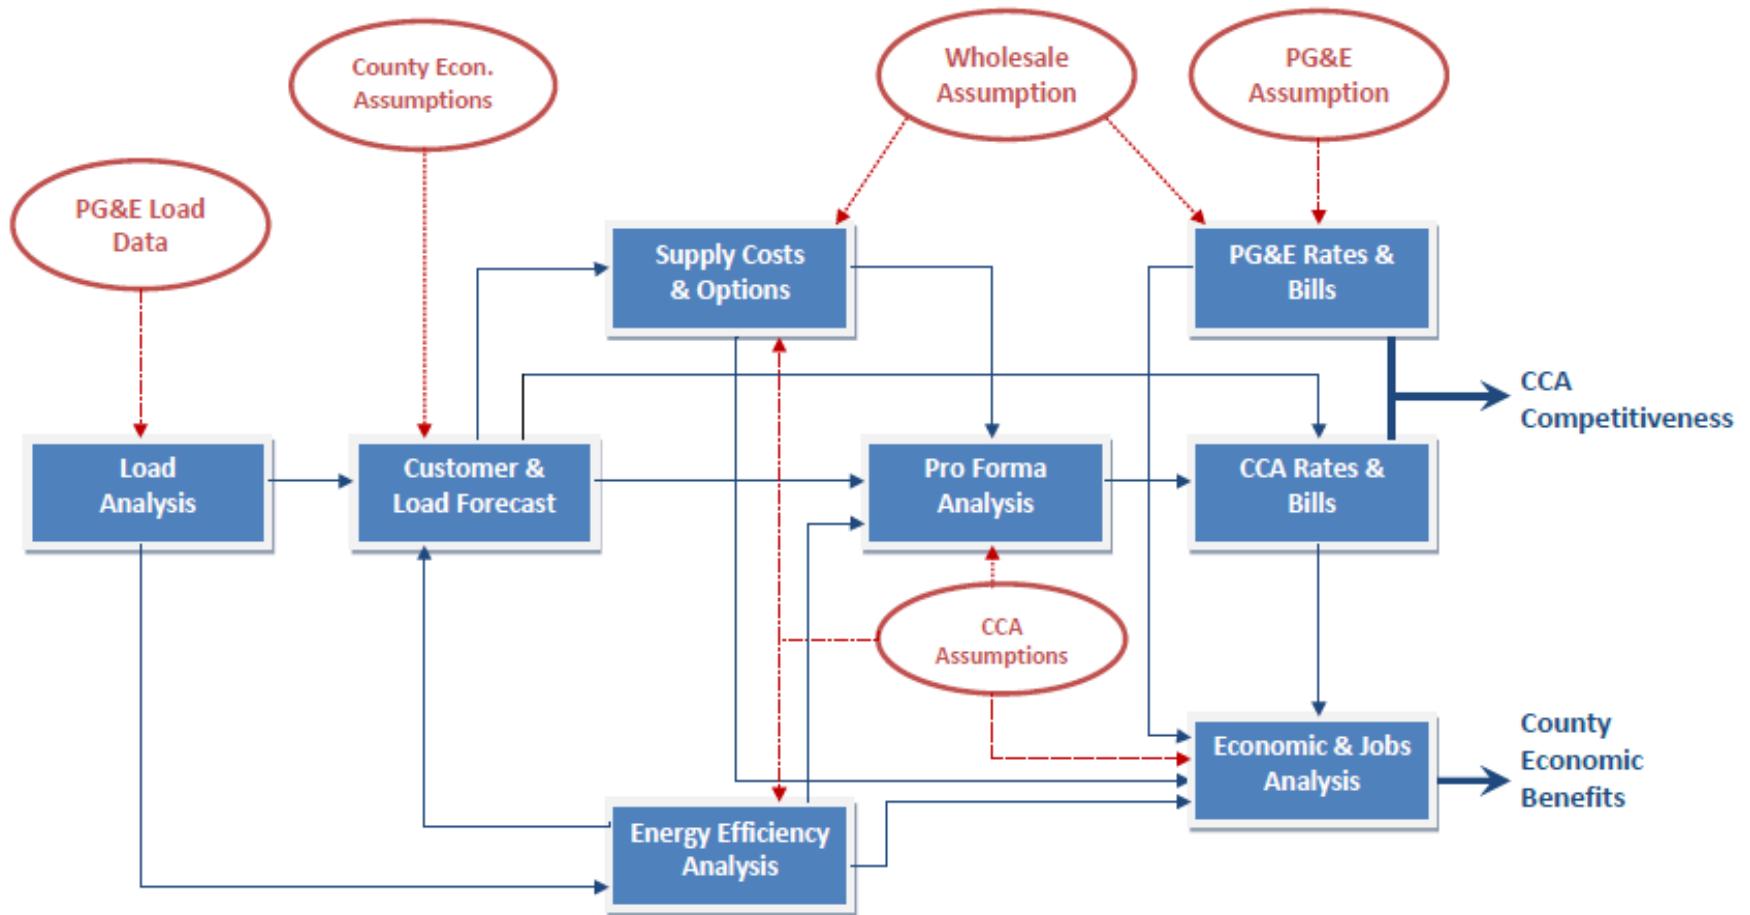 County Econ.
Assumptions
Wholesale
Assumption
PG&E
Assumption
PG&E Load
Data
Supply Costs
& Options
PG&E Rates &
Bills
CCA
Competitiveness
Load
Analysis
Customer &
Load Forecast
Pro Forma
Analysis
CCA Rates &
Bills
CCA
Assumptions
Economic & Jobs
Analysis
County
Economic
Benefits
Energy Efficiency
Analysis